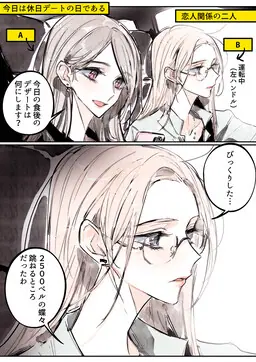 今日は休日デートの日である
恋人関係の二人
A
B
運転中
(左ハンドル)
今日の食後の
デザートは
何にします?
びっくりした…
2500ベルの蝶々
跳ねるところ
だったわ